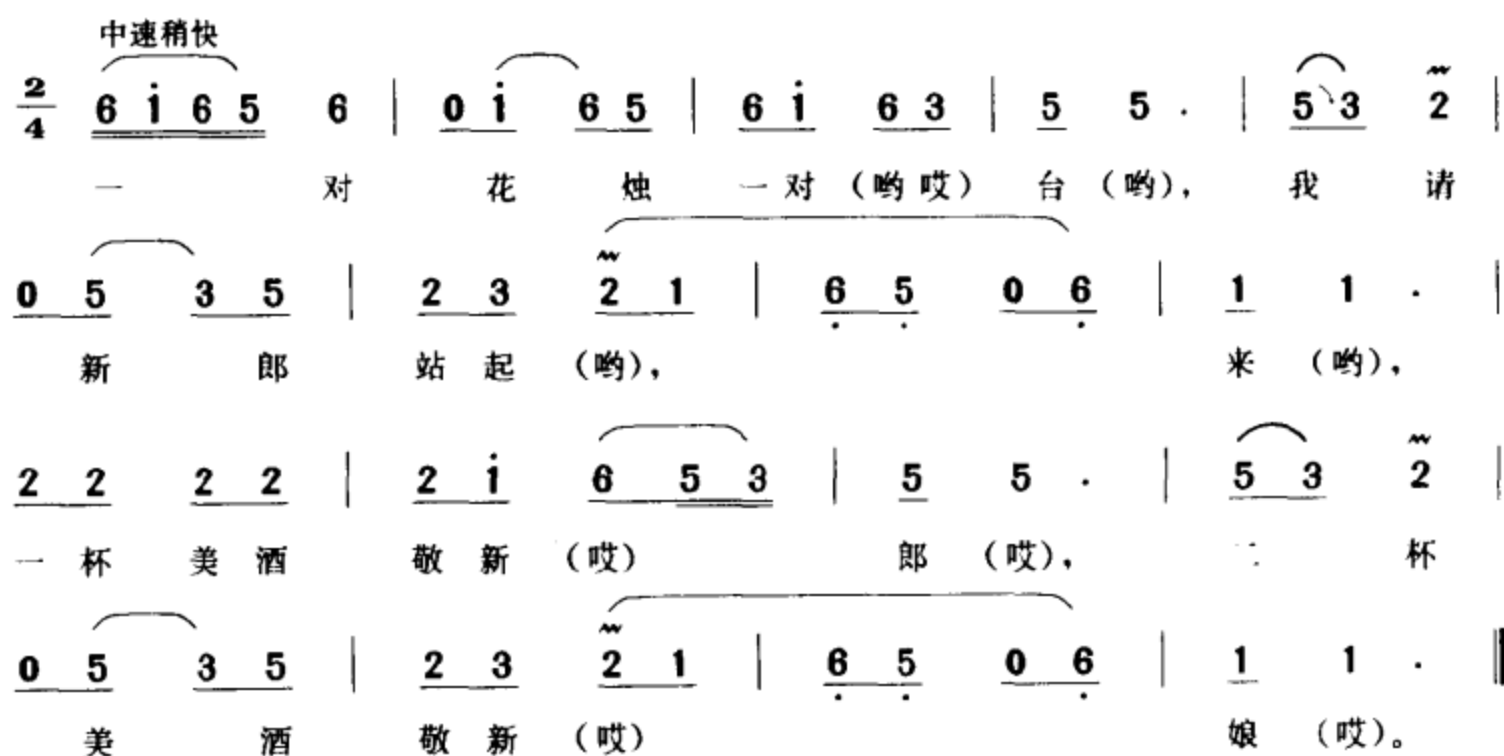 中速稍快
2/4 6 i̇ 6 5 6 | 0 i̇ 6 5 | 6 i̇ 6 3 | 5 5 · | 5 3 2 |
一 对 花 烛 一 对 （哟 哎） 台 （哟）， 我 请
0 5 3 5 | 2 3 2 1 | 6̣ 5̣ 0 6̣ | 1 1 · |
新 郎 站 起 （哟）， 来 （哟），
2 2 2 2 | 2 i̇ 6 5 3 | 5 5 · | 5 3 2 |
一 杯 美 酒 敬 新 （哎） 郎 （哎）， 杯
0 5 3 5 | 2 3 2 1 | 6̣ 5̣ 0 6̣ | 1 1 · ‖
美 酒 敬 新 （哎） 娘 （哎）。